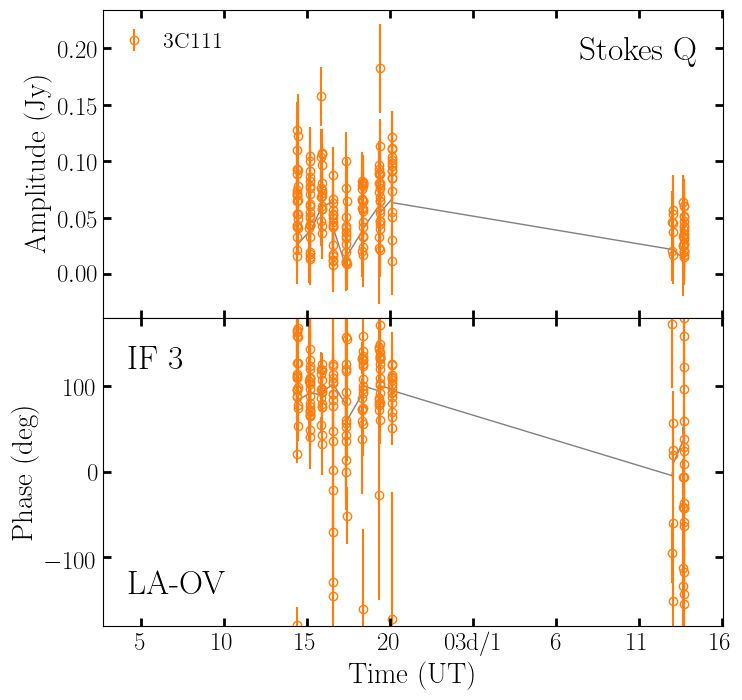 3C111
Stokes Q
0.20
0.15
0.10
0.05
0.00
Amplitude (Jy)
IF 3
100
0
−100
Phase (deg)
LA-OV
5 10 15 20 03d/1 6 11 16
Time (UT)